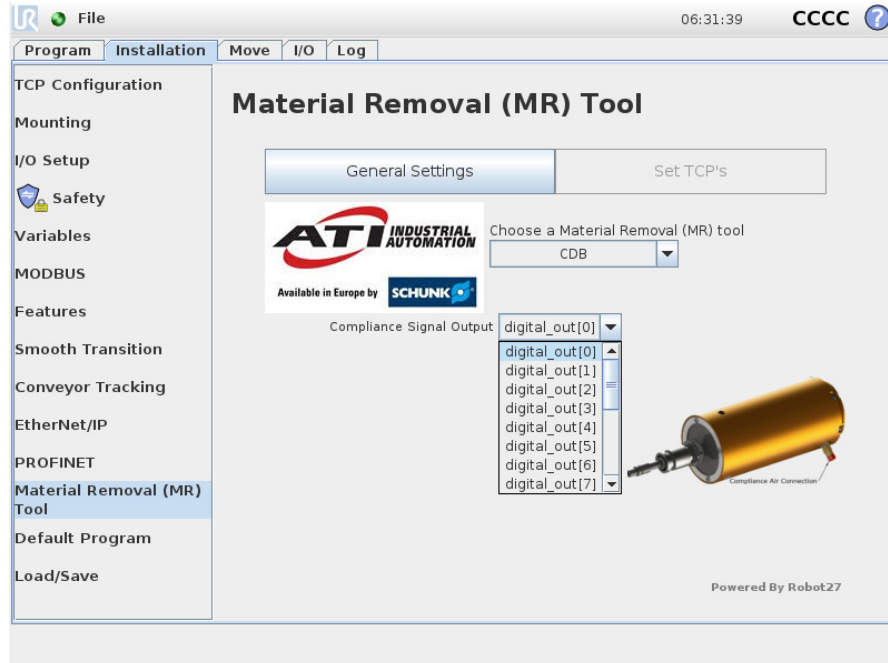 File
06:31:39
CCCC
?
Program Installation Move I/O Log
TCP Configuration
Mounting
I/O Setup
Safety
Variables
MODBUS
Features
Smooth Transition
Conveyor Tracking
EtherNet/IP
PROFINET
Material Removal (MR)
Tool
Default Program
Load/Save
Material Removal (MR) Tool
General Settings
Set TCP's
ATI INDUSTRIAL
AUTOMATION
Available in Europe by SCHUNK
Choose a Material Removal (MR) tool
CDB
Compliance Signal Output digital_out[0]
digital_out[0]
digital_out[1]
digital_out[2]
digital_out[3]
digital_out[4]
digital_out[5]
digital_out[6]
digital_out[7]
Compliance Air Connection
Powered By Robot27